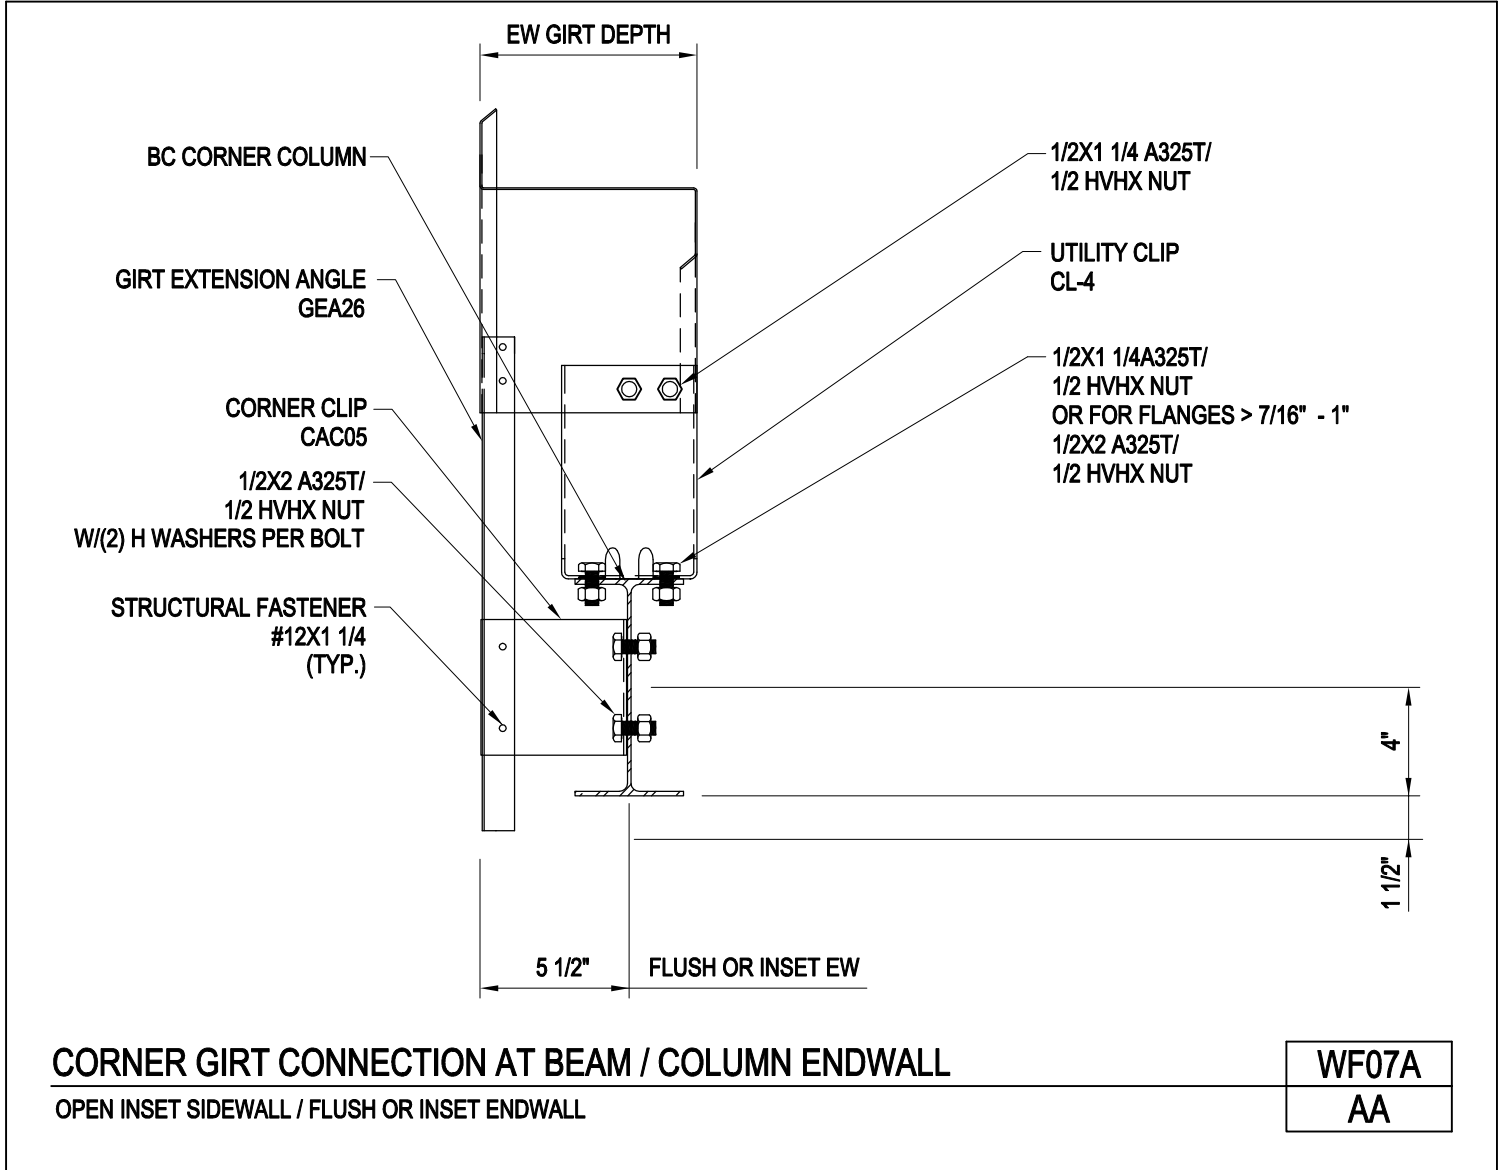 EW GIRT DEPTH
BC CORNER COLUMN
GIRT EXTENSION ANGLE
GEA26
CORNER CLIP
CAC05
1/2X2 A325T/
1/2 HVHX NUT
W/(2) H WASHERS PER BOLT
STRUCTURAL FASTENER
#12X1 1/4
(TYP.)
1/2X1 1/4 A325T/
1/2 HVHX NUT
UTILITY CLIP
CL-4
1/2X1 1/4A325T/
1/2 HVHX NUT
OR FOR FLANGES > 7/16" - 1"
1/2X2 A325T/
1/2 HVHX NUT
4"
1 1/2"
5 1/2"
FLUSH OR INSET EW
CORNER GIRT CONNECTION AT BEAM / COLUMN ENDWALL
OPEN INSET SIDEWALL / FLUSH OR INSET ENDWALL
WF07A
AA